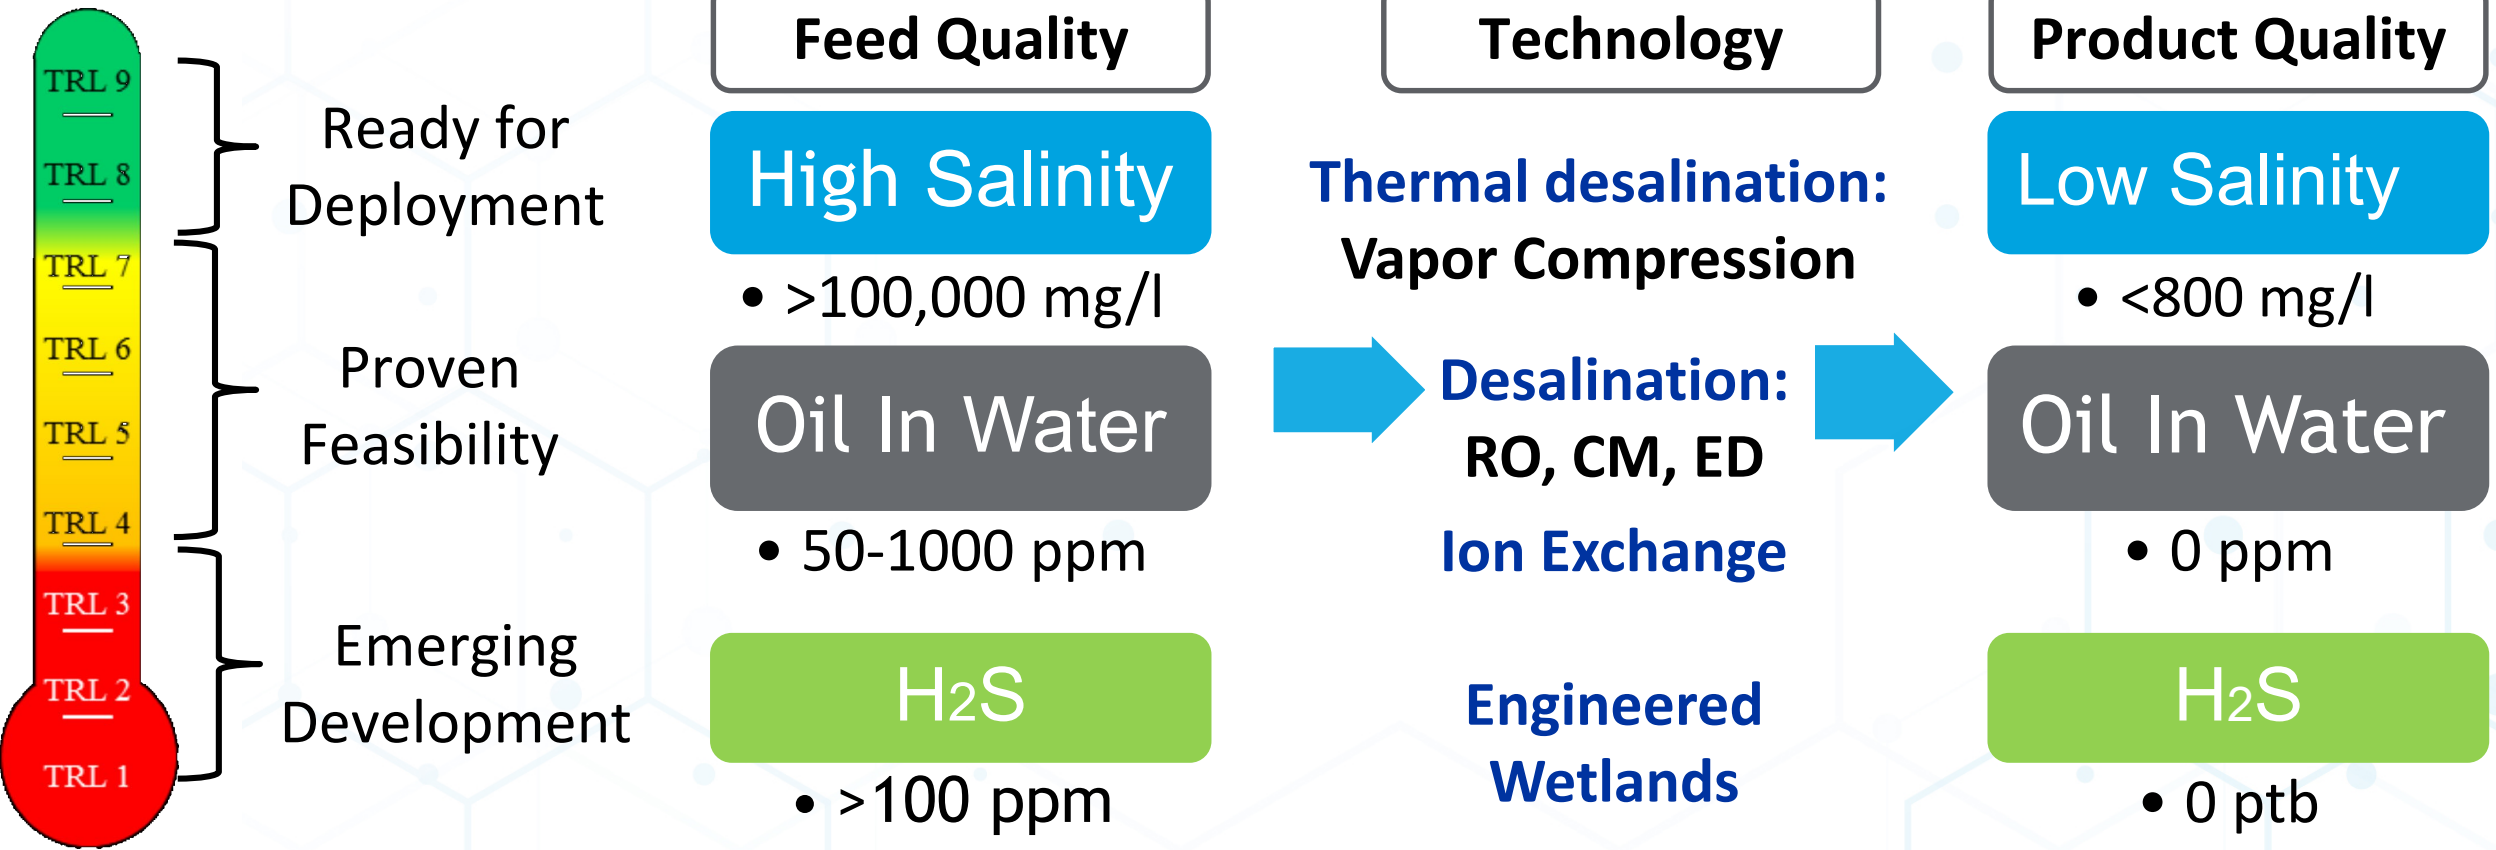 TRL 9
TRL 8
TRL 7
TRL 6
TRL 5
TRL 4
TRL 3
TRL 2
TRL 1
Ready for
Deployment
Proven
Feasibility
Emerging
Development
Feed Quality
High Salinity
• >100,000 mg/l
Oil In Water
• 50-1000 ppm
H2S
• >100 ppm
Technology
Thermal desalination:
Vapor Compression
Desalination:
RO, CM, ED
Ion Exchange
Engineered
Wetlands
Product Quality
Low Salinity
• <800 mg/l
Oil In Water
• 0 ppm
H2S
• 0 ptb